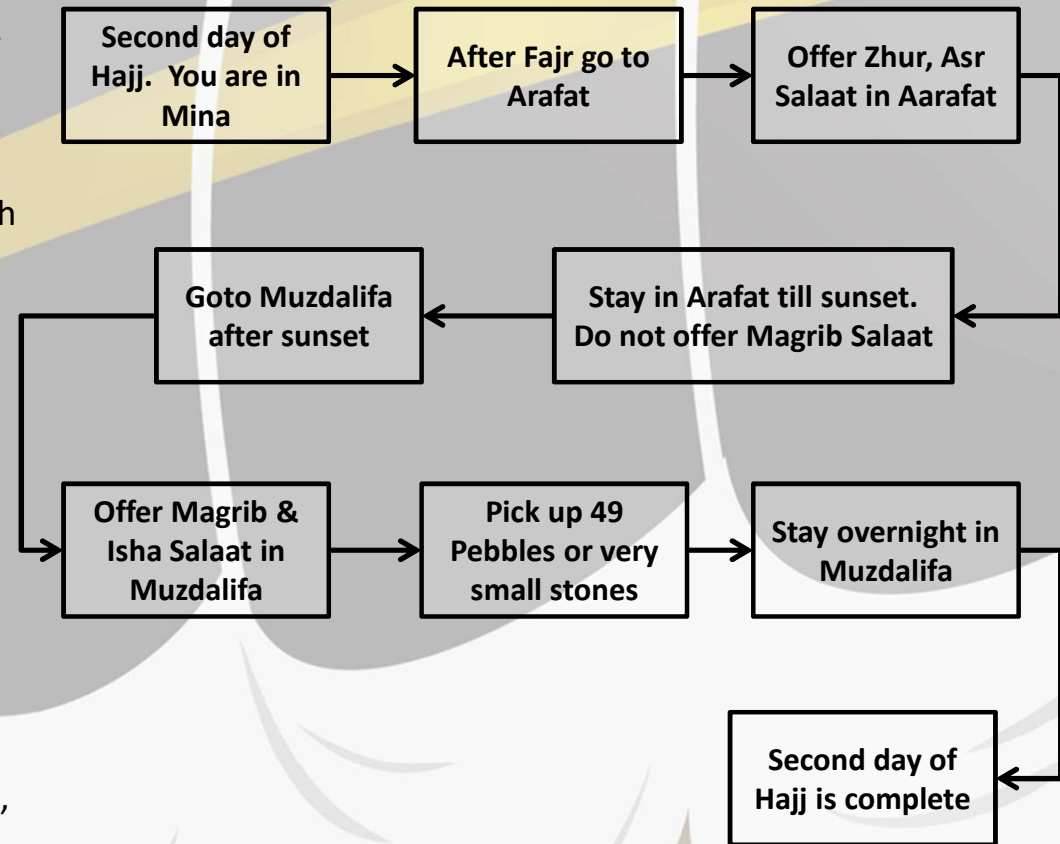 Second day of
Hajj.  You are in
Mina
After Fajr go to
Arafat
Offer Zhur, Asr
Salaat in Aarafat
Stay in Arafat till sunset.
Do not offer Magrib Salaat
Goto Muzdalifa
after sunset
Offer Magrib &
Isha Salaat in
Muzdalifa
Pick up 49
Pebbles or very
small stones
Stay overnight in
Muzdalifa
Second day of
Hajj is complete